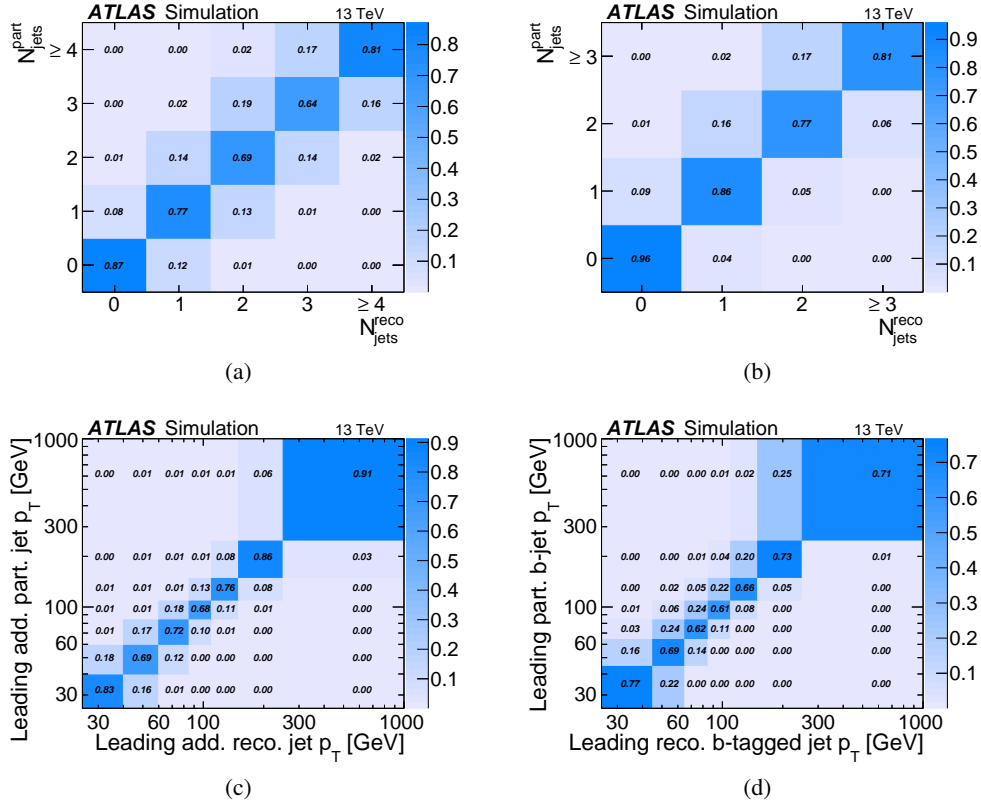 ATLAS Simulation 13 TeV
N^part_jets
≥ 4 0.00 0.00 0.02 0.17 0.81
3 0.00 0.02 0.19 0.64 0.16
2 0.01 0.14 0.69 0.14 0.02
1 0.08 0.77 0.13 0.01 0.00
0 0.87 0.12 0.01 0.00 0.00
0 1 2 3 ≥ 4
N^reco_jets
0.8
0.7
0.6
0.5
0.4
0.3
0.2
0.1
(a)
ATLAS Simulation 13 TeV
N^part_jets
≥ 3 0.00 0.02 0.17 0.81
2 0.01 0.16 0.77 0.06
1 0.09 0.86 0.05 0.00
0 0.96 0.04 0.00 0.00
0 1 2 ≥ 3
N^reco_jets
0.9
0.8
0.7
0.6
0.5
0.4
0.3
0.2
0.1
(b)
ATLAS Simulation 13 TeV
Leading add. part. jet p_T [GeV]
1000
300
100
60
30
0.00 0.01 0.01 0.01 0.01 0.06 0.91
0.00 0.01 0.01 0.01 0.08 0.86 0.03
0.01 0.01 0.01 0.13 0.76 0.08 0.00
0.01 0.01 0.18 0.68 0.11 0.01 0.00
0.01 0.17 0.72 0.10 0.01 0.00 0.00
0.18 0.69 0.12 0.00 0.00 0.00 0.00
0.83 0.16 0.01 0.00 0.00 0.00 0.00
30 60 100 300 1000
Leading add. reco. jet p_T [GeV]
0.9
0.8
0.7
0.6
0.5
0.4
0.3
0.2
0.1
(c)
ATLAS Simulation 13 TeV
Leading part. b-jet p_T [GeV]
1000
300
100
60
30
0.00 0.00 0.00 0.01 0.02 0.25 0.71
0.00 0.00 0.01 0.04 0.20 0.73 0.01
0.00 0.02 0.05 0.22 0.66 0.05 0.00
0.01 0.06 0.24 0.61 0.08 0.00 0.00
0.03 0.24 0.62 0.11 0.00 0.00 0.00
0.16 0.69 0.14 0.00 0.00 0.00 0.00
0.77 0.22 0.00 0.00 0.00 0.00 0.00
30 60 100 300 1000
Leading reco. b-tagged jet p_T [GeV]
0.7
0.6
0.5
0.4
0.3
0.2
0.1
(d)